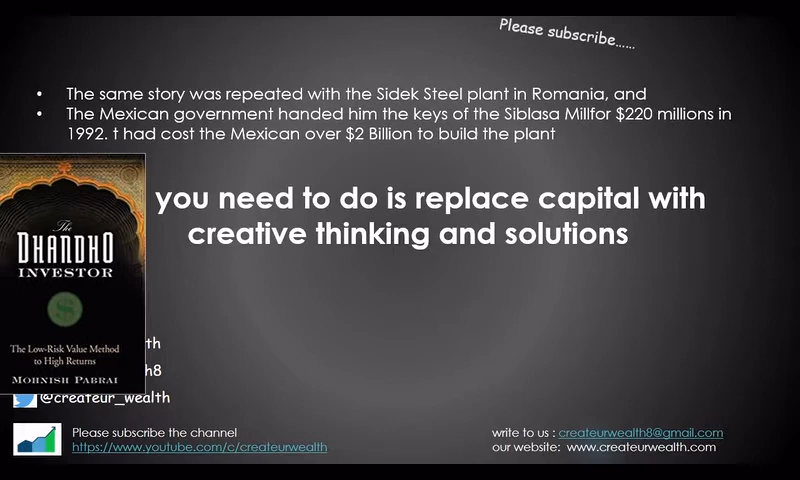 Please subscribe......
• The same story was repeated with the Sidek Steel plant in Romania, and
• The Mexican government handed him the keys of the Siblasa Millfor $220 millions in
1992. t had cost the Mexican over $2 Billion to build the plant
you need to do is replace capital with
creative thinking and solutions
The
DHANDHO
INVESTOR
$
The Low-Risk Value Method
to High Returns
MOHNISH PABRAI
th
h8
@createur_wealth
Please subscribe the channel
https://www.youtube.com/c/createurwealth
write to us : createurwealth8@gmail.com
our website: www.createurwealth.com